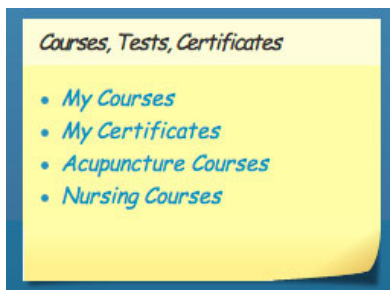 Courses, Tests, Certificates
My Courses
My Certificates
Acupuncture Courses
Nursing Courses